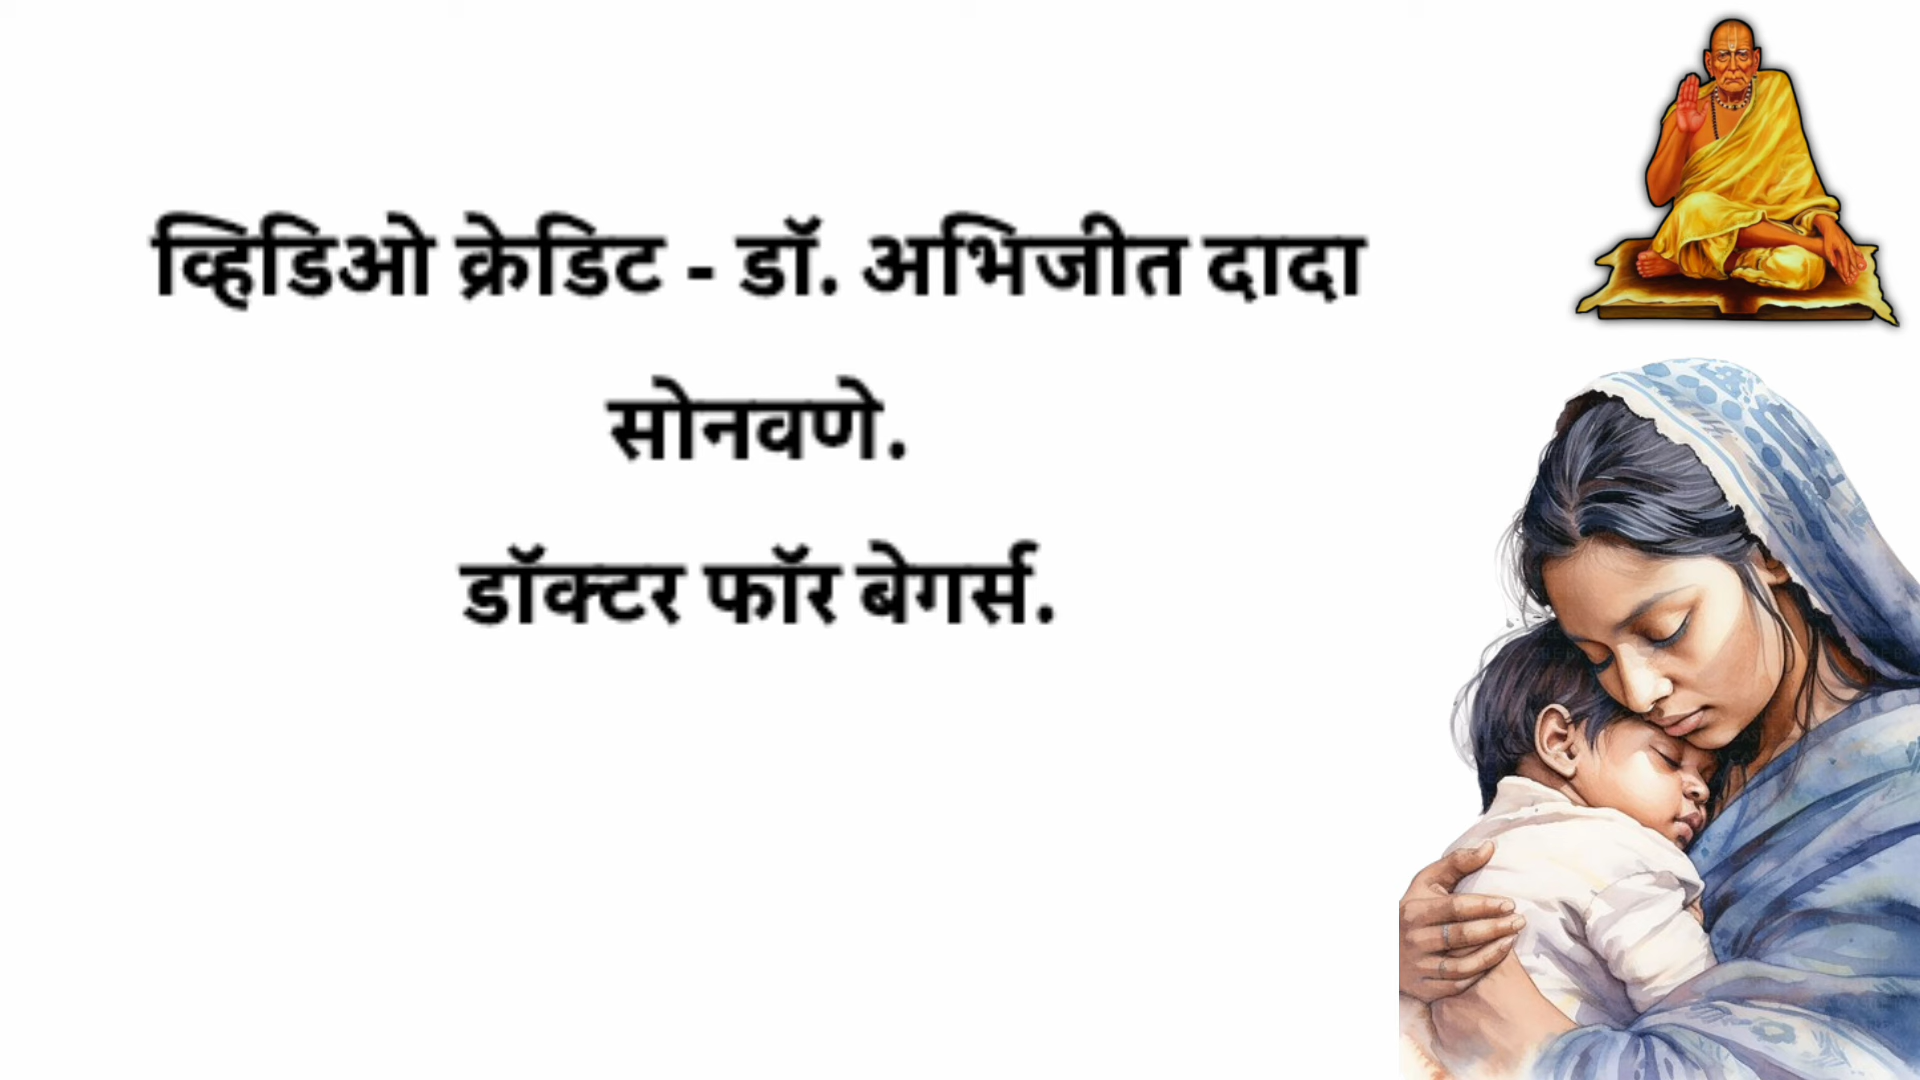 व्हिडिओ क्रेडिट - डॉ. अभिजीत दादा
सोनवणे.
डॉक्टर फॉर बेगर्स.